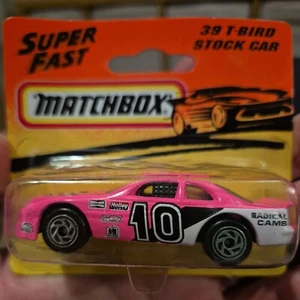 SUPER
FAST
39 T-BIRD
STOCK CAR
MATCHBOX
10
RADICAL
CAMS